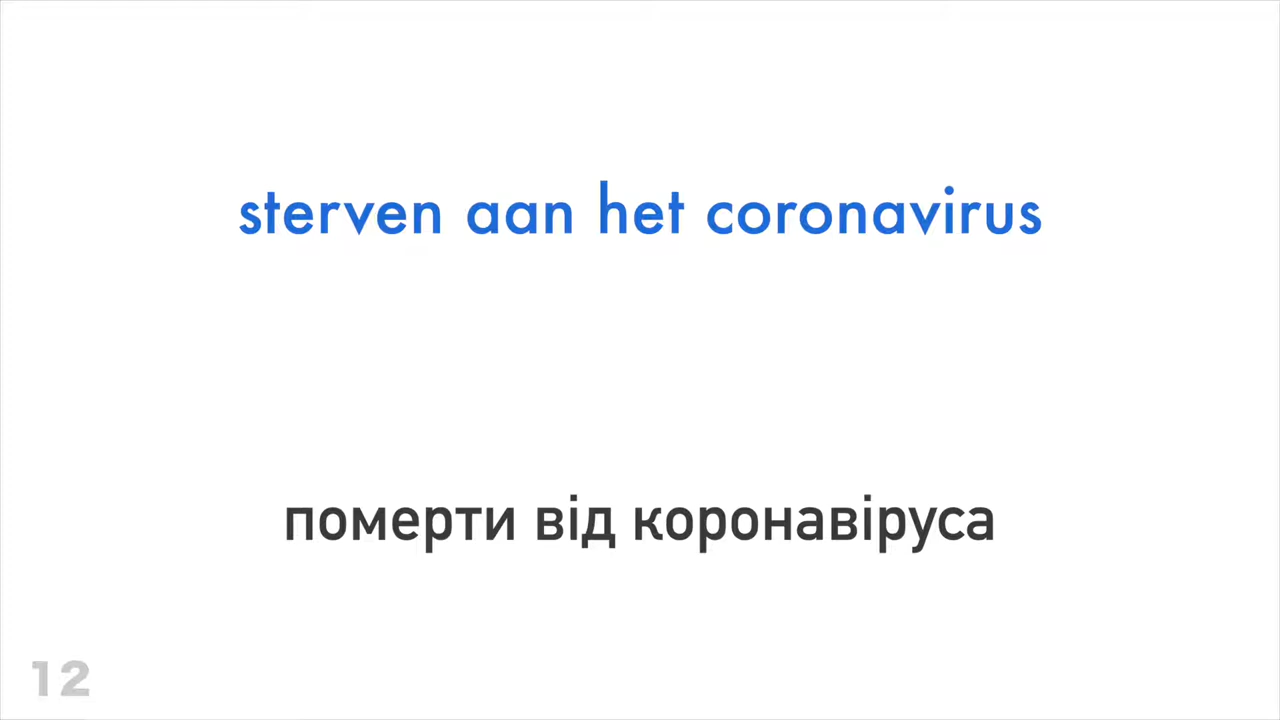 sterven aan het coronavirus
померти від коронавіруса
12